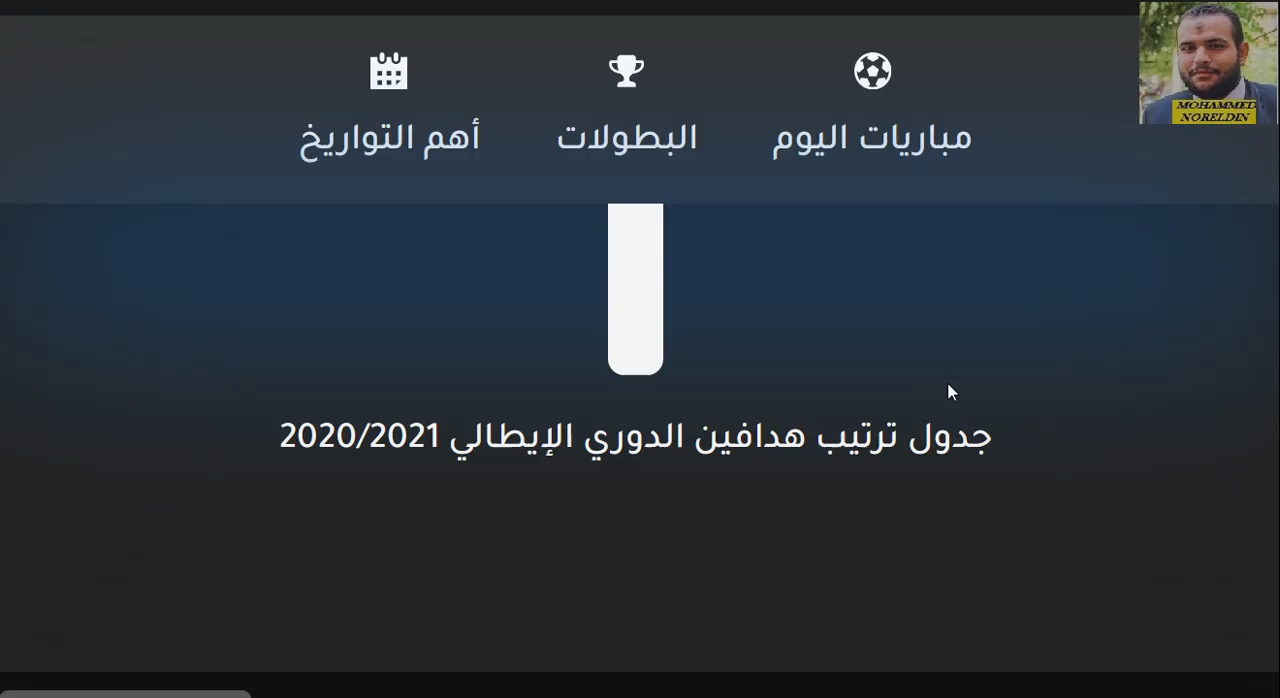 مباريات اليوم
البطولات
أهم التواريخ
MOHAMMED
NORELDIN
جدول ترتيب هدافين الدوري الإيطالي 2020/2021